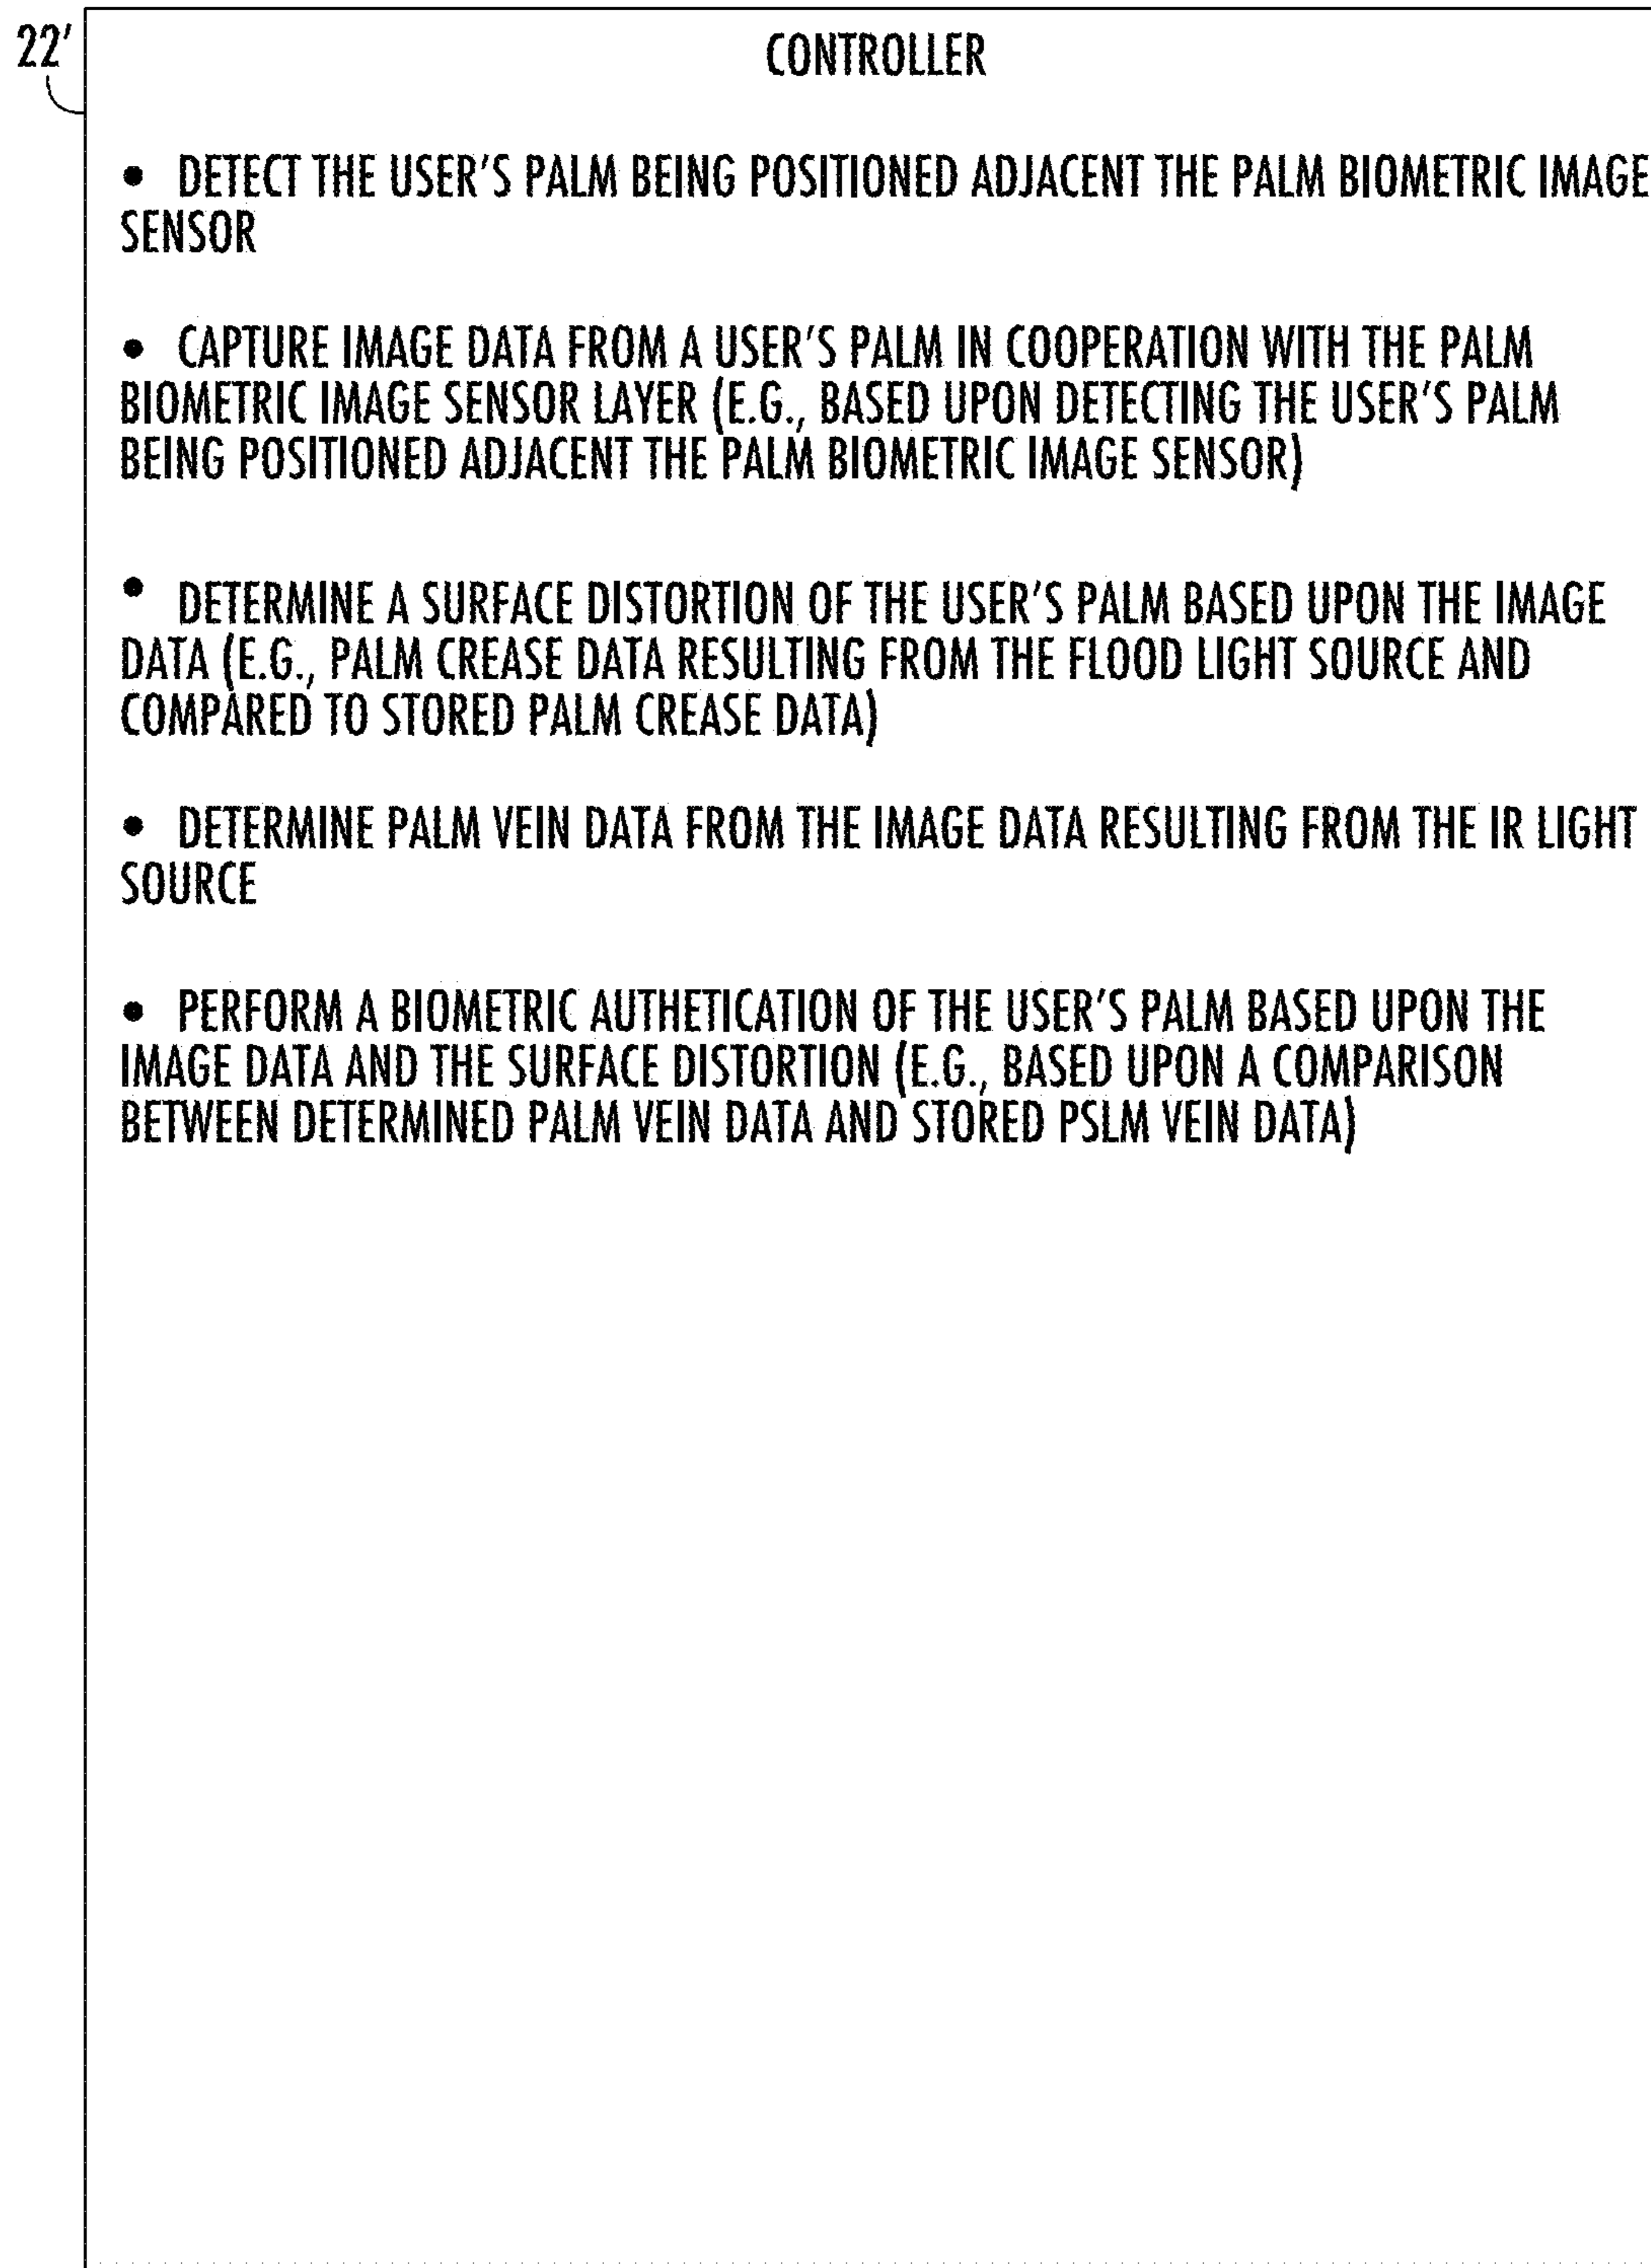 22'
CONTROLLER
• DETECT THE USER'S PALM BEING POSITIONED ADJACENT THE PALM BIOMETRIC IMAGE
SENSOR
• CAPTURE IMAGE DATA FROM A USER'S PALM IN COOPERATION WITH THE PALM
BIOMETRIC IMAGE SENSOR LAYER (E.G., BASED UPON DETECTING THE USER'S PALM
BEING POSITIONED ADJACENT THE PALM BIOMETRIC IMAGE SENSOR)
• DETERMINE A SURFACE DISTORTION OF THE USER'S PALM BASED UPON THE IMAGE
DATA (E.G., PALM CREASE DATA RESULTING FROM THE FLOOD LIGHT SOURCE AND
COMPARED TO STORED PALM CREASE DATA)
• DETERMINE PALM VEIN DATA FROM THE IMAGE DATA RESULTING FROM THE IR LIGHT
SOURCE
• PERFORM A BIOMETRIC AUTHETICATION OF THE USER'S PALM BASED UPON THE
IMAGE DATA AND THE SURFACE DISTORTION (E.G., BASED UPON A COMPARISON
BETWEEN DETERMINED PALM VEIN DATA AND STORED PSLM VEIN DATA)